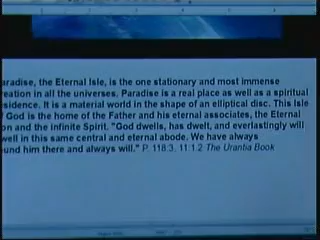 aradise, the Eternal Isle, is the one stationary and most immense
reation in all the universes. Paradise is a real place as well as a spiritual
sidence. It is a material world in the shape of an elliptical disc. This Isle
God is the home of the Father and his eternal associates, the Eternal
on and the Infinite Spirit. "God dwells, has dwelt, and everlastingly will
well in this same central and eternal abode. We have always
und him there and always will." P. 118:3, 11:1.2 The Urantia Book